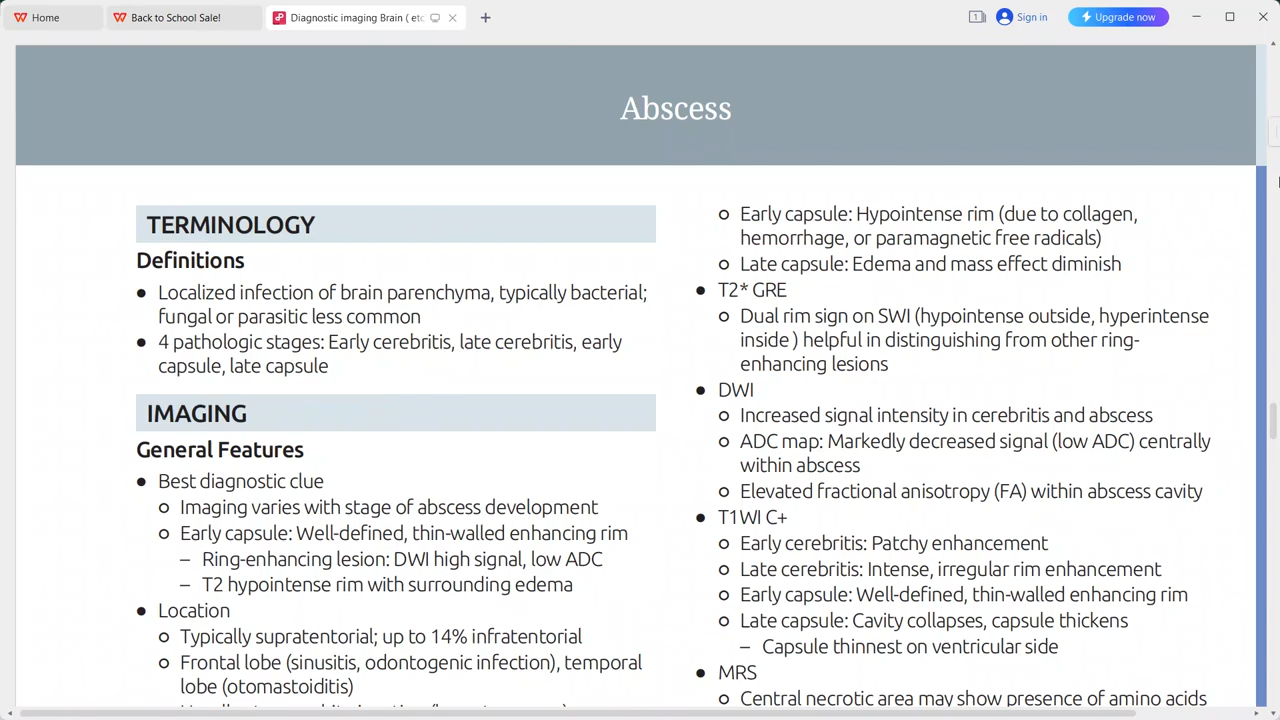 Home
Back to School Sale!
Diagnostic imaging Brain ( etc
1
Sign in
Upgrade now
Abscess
TERMINOLOGY
Definitions
● Localized infection of brain parenchyma, typically bacterial;
fungal or parasitic less common
● 4 pathologic stages: Early cerebritis, late cerebritis, early
capsule, late capsule
IMAGING
General Features
● Best diagnostic clue
○ Imaging varies with stage of abscess development
○ Early capsule: Well-defined, thin-walled enhancing rim
– Ring-enhancing lesion: DWI high signal, low ADC
– T2 hypointense rim with surrounding edema
● Location
○ Typically supratentorial; up to 14% infratentorial
○ Frontal lobe (sinusitis, odontogenic infection), temporal
lobe (otomastoiditis)
○ Early capsule: Hypointense rim (due to collagen,
hemorrhage, or paramagnetic free radicals)
○ Late capsule: Edema and mass effect diminish
● T2* GRE
○ Dual rim sign on SWI (hypointense outside, hyperintense
inside ) helpful in distinguishing from other ring-
enhancing lesions
● DWI
○ Increased signal intensity in cerebritis and abscess
○ ADC map: Markedly decreased signal (low ADC) centrally
within abscess
○ Elevated fractional anisotropy (FA) within abscess cavity
● T1WI C+
○ Early cerebritis: Patchy enhancement
○ Late cerebritis: Intense, irregular rim enhancement
○ Early capsule: Well-defined, thin-walled enhancing rim
○ Late capsule: Cavity collapses, capsule thickens
– Capsule thinnest on ventricular side
● MRS
○ Central necrotic area may show presence of amino acids